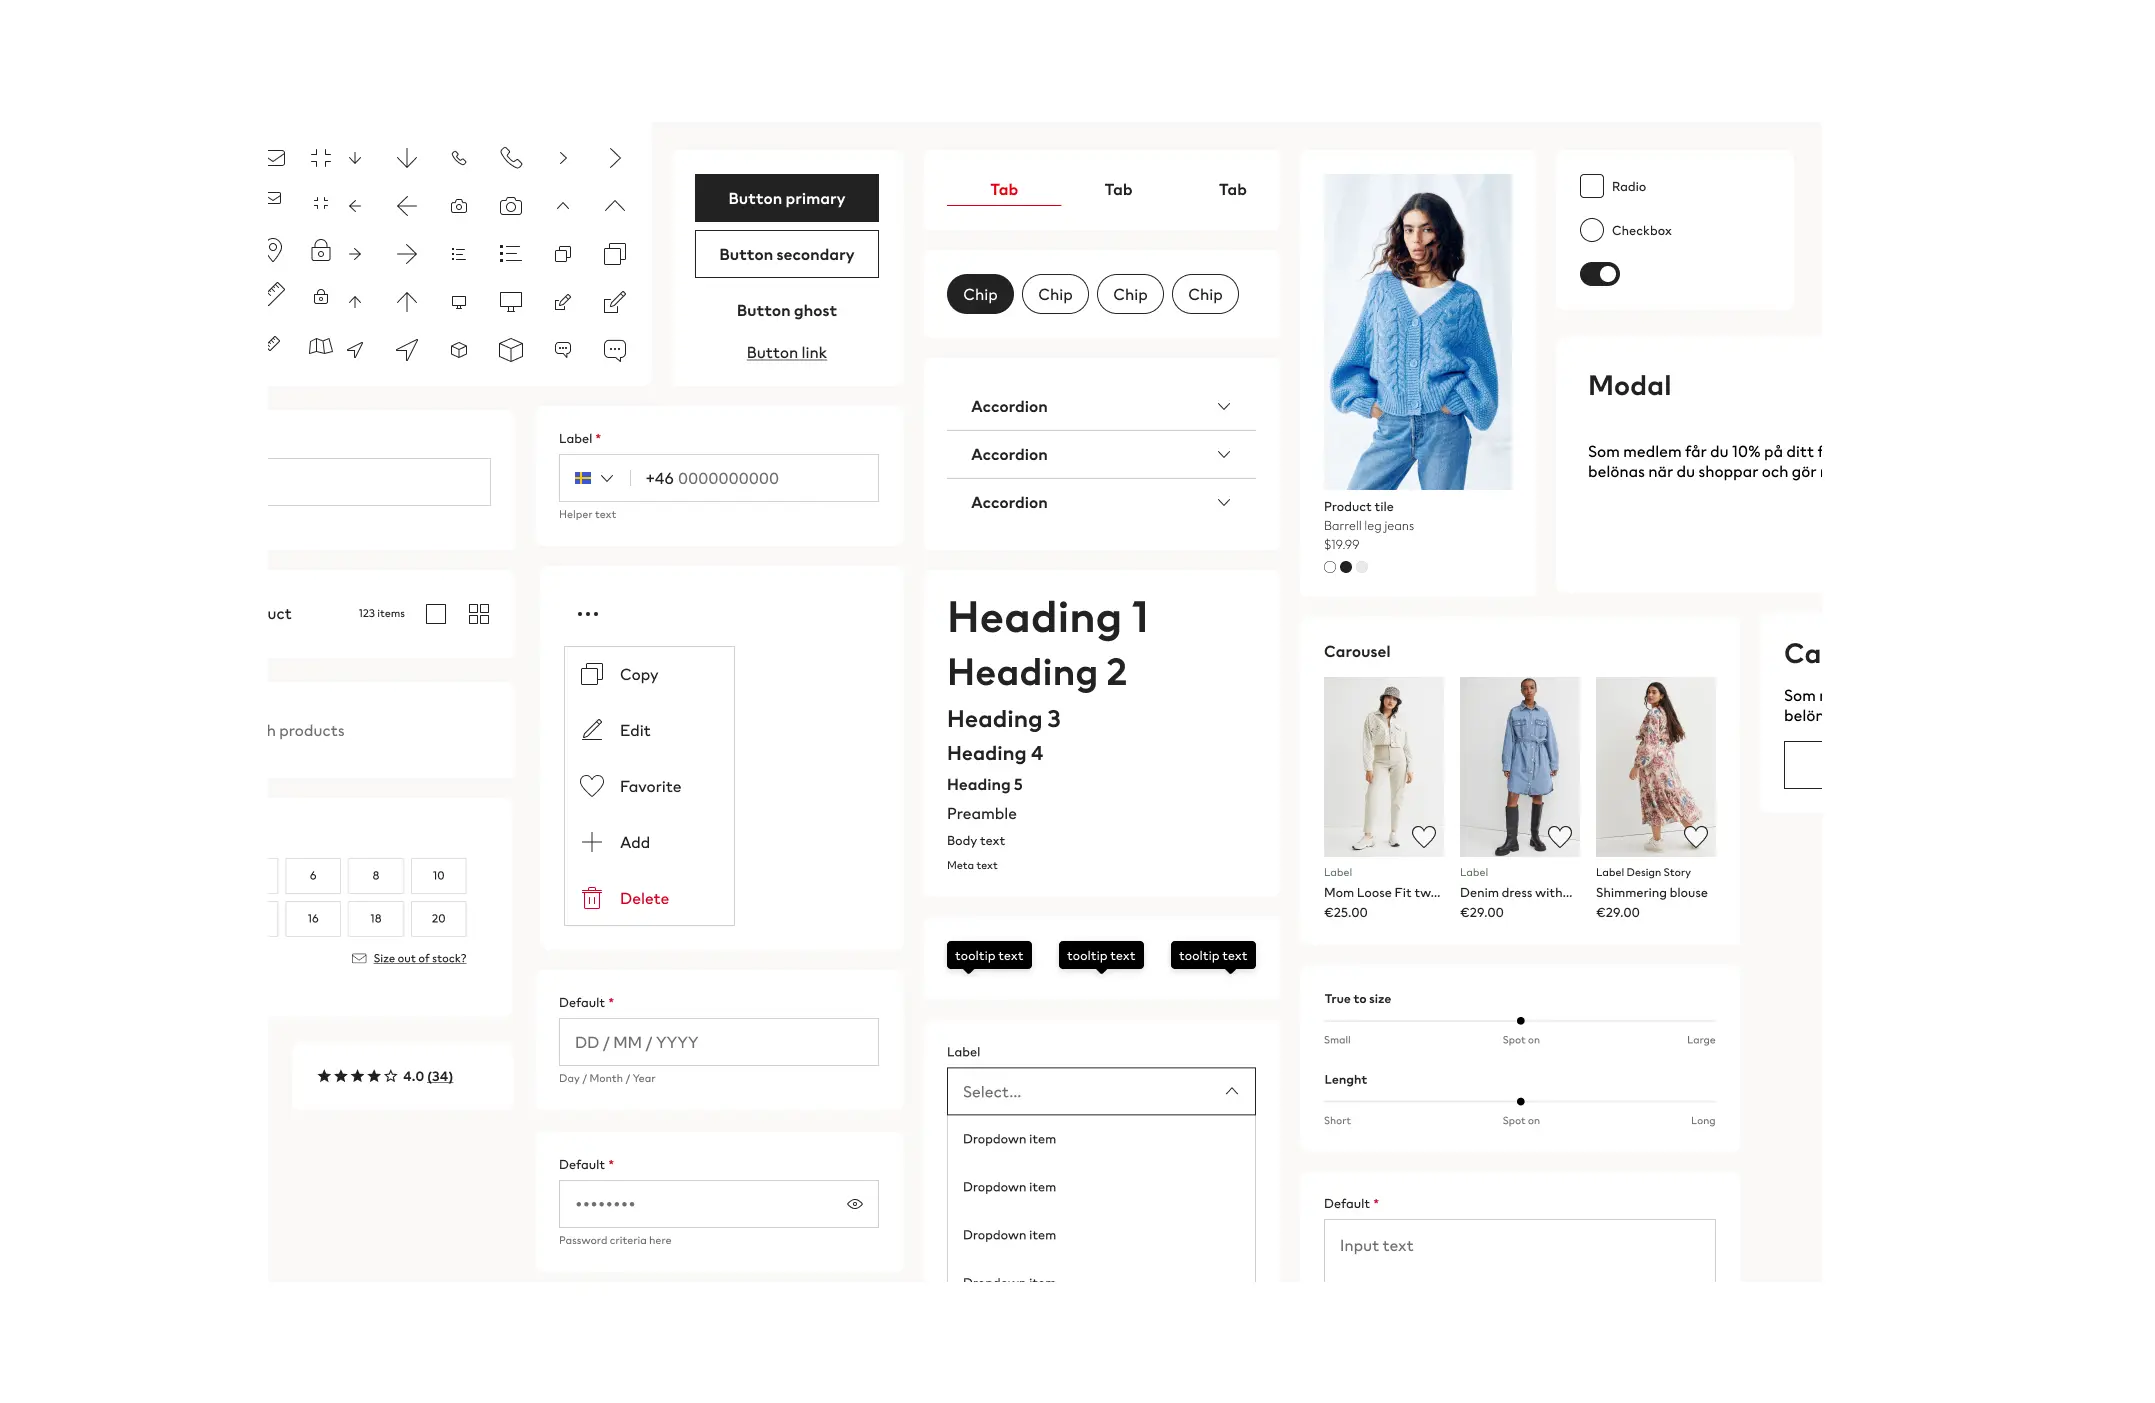 Button primary
Button secondary
Button ghost
Button link
Label *
+46 0000000000
Helper text
123 items
products
Copy
Edit
Favorite
Add
Delete
6 8 10
16 18 20
Size out of stock?
4.0 (34)
Default *
DD / MM / YYYY
Day / Month / Year
Default *
Password criteria here
Tab Tab Tab
Chip Chip Chip Chip
Accordion
Accordion
Accordion
Heading 1
Heading 2
Heading 3
Heading 4
Heading 5
Preamble
Body text
Meta text
tooltip text tooltip text tooltip text
Label
Select...
Dropdown item
Dropdown item
Dropdown item
Dropdown item
Product tile
Barrell leg jeans
$19.99
Radio
Checkbox
Modal
Som medlem får du 10% på ditt f
belönas när du shoppar och gör
Carousel
Label
Mom Loose Fit tw...
€25.00
Label
Denim dress with...
€29.00
Label Design Story
Shimmering blouse
€29.00
Ca
Som
belön
True to size
Small Spot on Large
Lenght
Short Spot on Long
Default *
Input text